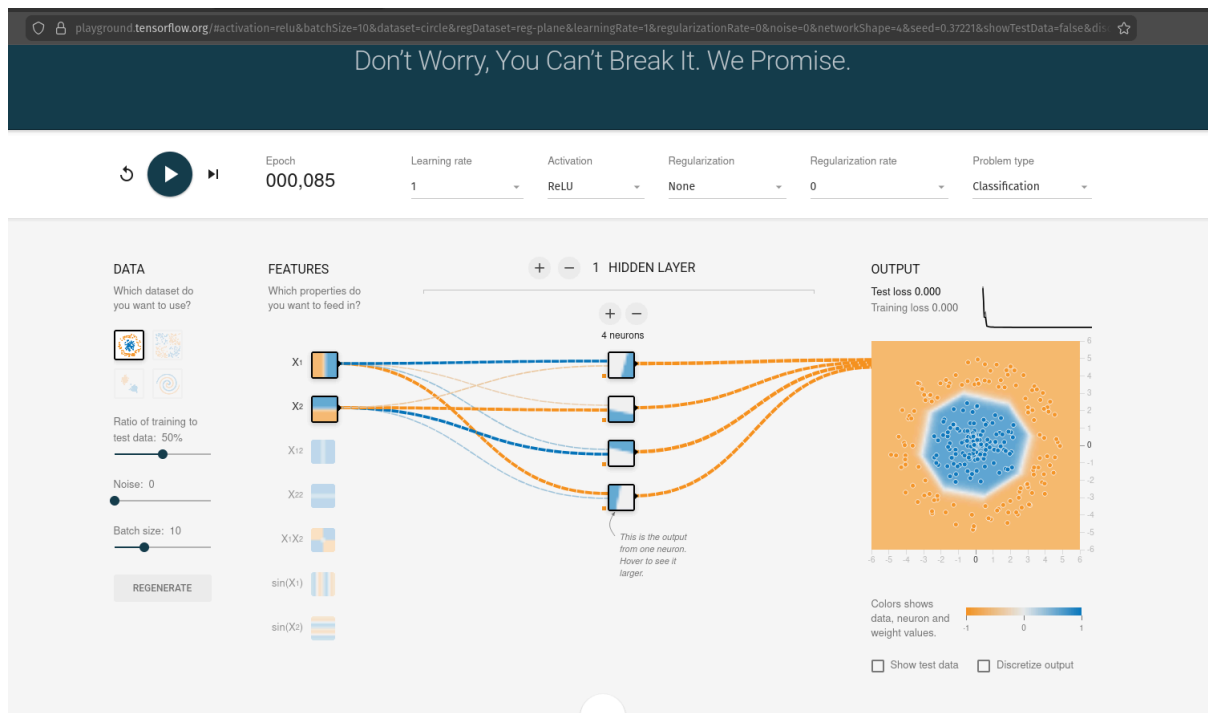 playground.tensorflow.org/#activation=relu&batchSize=10&dataset=circle&regDataset=reg-plane&learningRate=1&regularizationRate=0&noise=0&networkShape=4&seed=0.37221&showTestData=false&dis
Don't Worry, You Can't Break It. We Promise.
Epoch
000,085
Learning rate
1
Activation
ReLU
Regularization
None
Regularization rate
0
Problem type
Classification
DATA
Which dataset do
you want to use?
Ratio of training to
test data: 50%
Noise: 0
Batch size: 10
REGENERATE
FEATURES
Which properties do
you want to feed in?
X1
X2
X12
X22
X1X2
sin(X1)
sin(X2)
+ − 1 HIDDEN LAYER
+ −
4 neurons
This is the output
from one neuron.
Hover to see it
larger.
OUTPUT
Test loss 0.000
Training loss 0.000
6
5
4
3
2
1
0
-1
-2
-3
-4
-5
-6
-6 -5 -4 -3 -2 -1 0 1 2 3 4 5 6
Colors shows
data, neuron and
weight values.
-1 0 1
Show test data
Discretize output